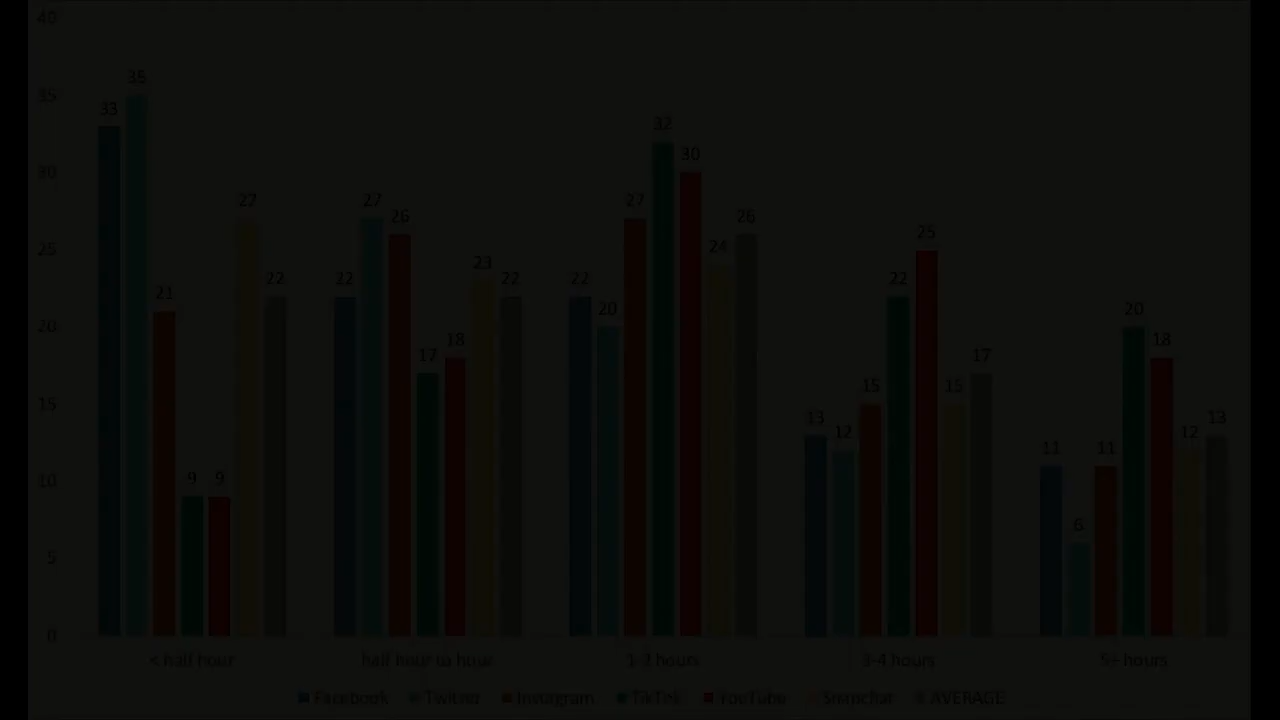 40
35
30
25
20
15
10
5
0
33 35 21 9 9 27 22
22 27 26 17 18 23 22
22 20 27 32 30 24 26
13 12 15 22 25 15 17
11 6 11 20 18 12 13
< half hour half hour to hour 1-2 hours 3-4 hours 5+ hours
Facebook Twitter Instagram TikTok YouTube Snapchat AVERAGE